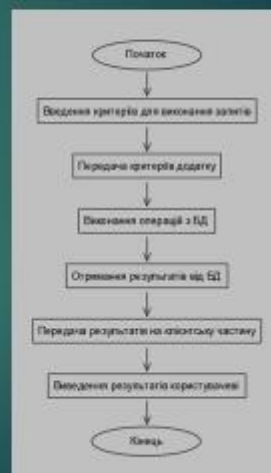 Початок
Введення критеріїв для виконання запитів
Передача критеріїв додатку
Виконання операцій з БД
Отримання результатів від БД
Передача результатів на клієнтську частину
Виведення результатів користувачеві
Кінець